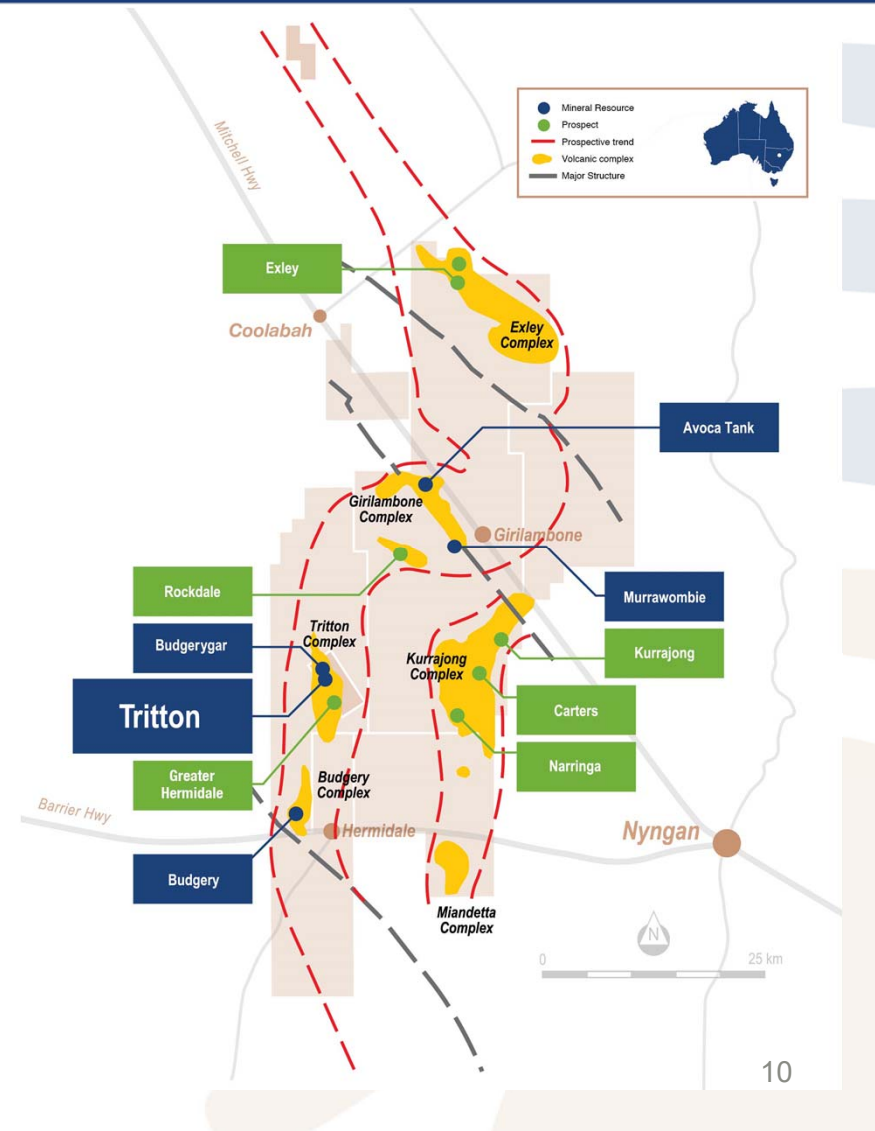 Mitchell Hwy
Mineral Resource
Prospect
Prospective trend
Volcanic complex
Major Structure
Exley
Coolabah
Exley
Complex
Avoca Tank
Girilambone
Complex
Girilambone
Rockdale
Murrawombie
Tritton
Complex
Budgerygar
Kurrajong
Complex
Kurrajong
Tritton
Carters
Greater
Hermidale
Narringa
Budgery
Complex
Barrier Hwy
Hermidale
Nyngan
Budgery
Miandetta
Complex
N
0
25 km
10